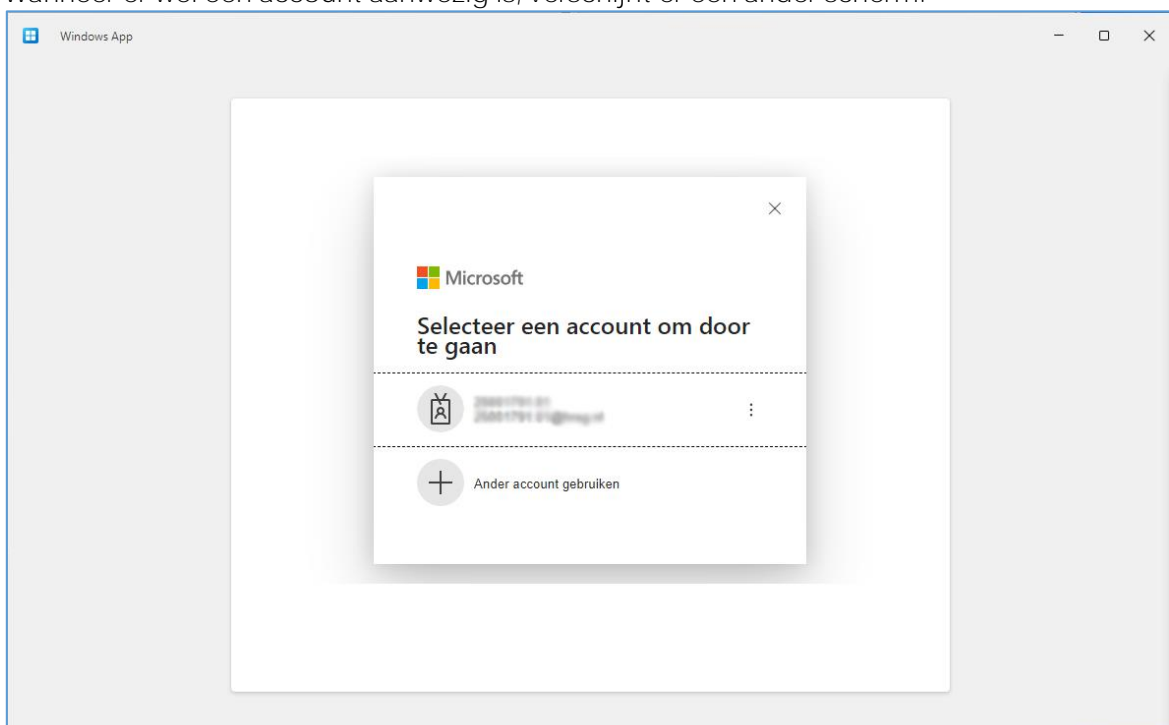 wanneer er wel een account aanwezig is, verschijnt er een ander scherm.
Windows App
Microsoft
Selecteer een account om door
te gaan
Ander account gebruiken